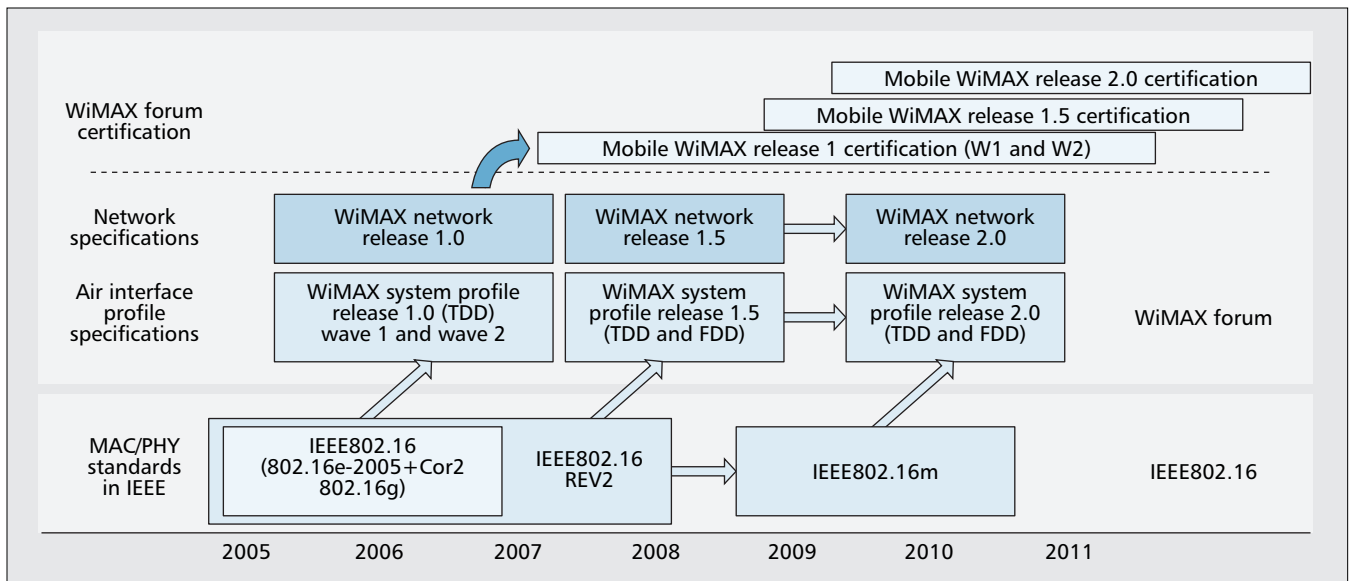 Mobile WiMAX release 2.0 certification
WiMAX forum
certification
Mobile WiMAX release 1.5 certification
Mobile WiMAX release 1 certification (W1 and W2)
Network
specifications
WiMAX network
release 1.0
WiMAX network
release 1.5
WiMAX network
release 2.0
Air interface
profile
specifications
WiMAX system profile
release 1.0 (TDD)
wave 1 and wave 2
WiMAX system
profile release 1.5
(TDD and FDD)
WiMAX system
profile release 2.0
(TDD and FDD)
WiMAX forum
MAC/PHY
standards
in IEEE
IEEE802.16
(802.16e-2005+Cor2
802.16g)
IEEE802.16
REV2
IEEE802.16m
IEEE802.16
2005 2006 2007 2008 2009 2010 2011